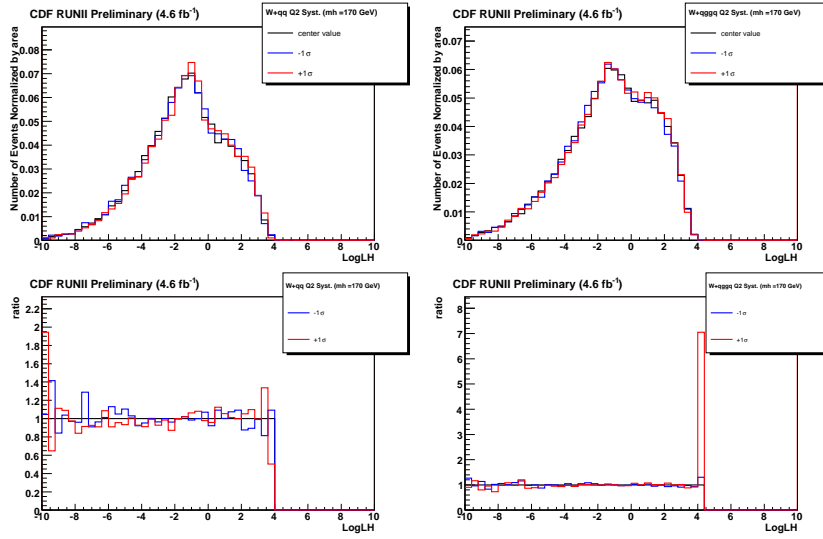 CDF RUNII Preliminary (4.6 fb-1)
W+qq Q2 Syst. (mh =170 GeV)
center value
-1σ
+1σ
Number of Events Normalized by area
0.08
0.07
0.06
0.05
0.04
0.03
0.02
0.01
0
-10 -8 -6 -4 -2 0 2 4 6 8 10
LogLH
CDF RUNII Preliminary (4.6 fb-1)
W+qgq Q2 Syst. (mh =170 GeV)
center value
-1σ
+1σ
Number of Events Normalized by area
0.07
0.06
0.05
0.04
0.03
0.02
0.01
0
-10 -8 -6 -4 -2 0 2 4 6 8 10
LogLH
CDF RUNII Preliminary (4.6 fb-1)
W+qq Q2 Syst. (mh =170 GeV)
-1σ
+1σ
ratio
2.2
2
1.8
1.6
1.4
1.2
1
0.8
0.6
0.4
0.2
0
-10 -8 -6 -4 -2 0 2 4 6 8 10
LogLH
CDF RUNII Preliminary (4.6 fb-1)
W+qgq Q2 Syst. (mh =170 GeV)
-1σ
+1σ
ratio
8
7
6
5
4
3
2
1
0
-10 -8 -6 -4 -2 0 2 4 6 8 10
LogLH